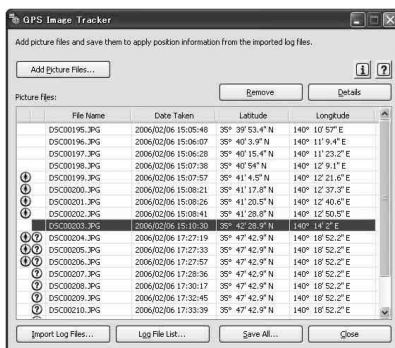 GPS Image Tracker
Add picture files and save them to apply position information from the imported log files.
Add Picture Files...
Remove Details
Picture files:
File Name Date Taken Latitude Longitude
DSC00195.JPG 2006/02/06 15:05:48 35° 39' 53.4" N 140° 10' 57" E
DSC00196.JPG 2006/02/06 15:06:07 35° 40' 3.9" N 140° 11' 9.4" E
DSC00197.JPG 2006/02/06 15:06:28 35° 40' 15.4" N 140° 11' 23.2" E
DSC00198.JPG 2006/02/06 15:07:38 35° 40' 54" N 140° 12' 9.1" E
DSC00199.JPG 2006/02/06 15:07:57 35° 41' 4.5" N 140° 12' 21.6" E
DSC00200.JPG 2006/02/06 15:08:21 35° 41' 17.8" N 140° 12' 37.3" E
DSC00201.JPG 2006/02/06 15:08:26 35° 41' 20.5" N 140° 12' 40.6" E
DSC00202.JPG 2006/02/06 15:08:41 35° 41' 28.8" N 140° 12' 50.5" E
DSC00203.JPG 2006/02/06 15:10:30 35° 42' 28.9" N 140° 14' 2" E
DSC00204.JPG 2006/02/06 17:27:19 35° 47' 42.9" N 140° 18' 52.2" E
DSC00205.JPG 2006/02/06 17:27:33 35° 47' 42.9" N 140° 18' 52.2" E
DSC00206.JPG 2006/02/06 17:27:57 35° 47' 42.9" N 140° 18' 52.2" E
DSC00207.JPG 2006/02/06 17:28:36 35° 47' 42.9" N 140° 18' 52.2" E
DSC00208.JPG 2006/02/06 17:30:17 35° 47' 42.9" N 140° 18' 52.2" E
DSC00209.JPG 2006/02/06 17:32:45 35° 47' 42.9" N 140° 18' 52.2" E
DSC00210.JPG 2006/02/06 17:33:39 35° 47' 42.9" N 140° 18' 52.2" E
Import Log Files... Log File List... Save All... Close